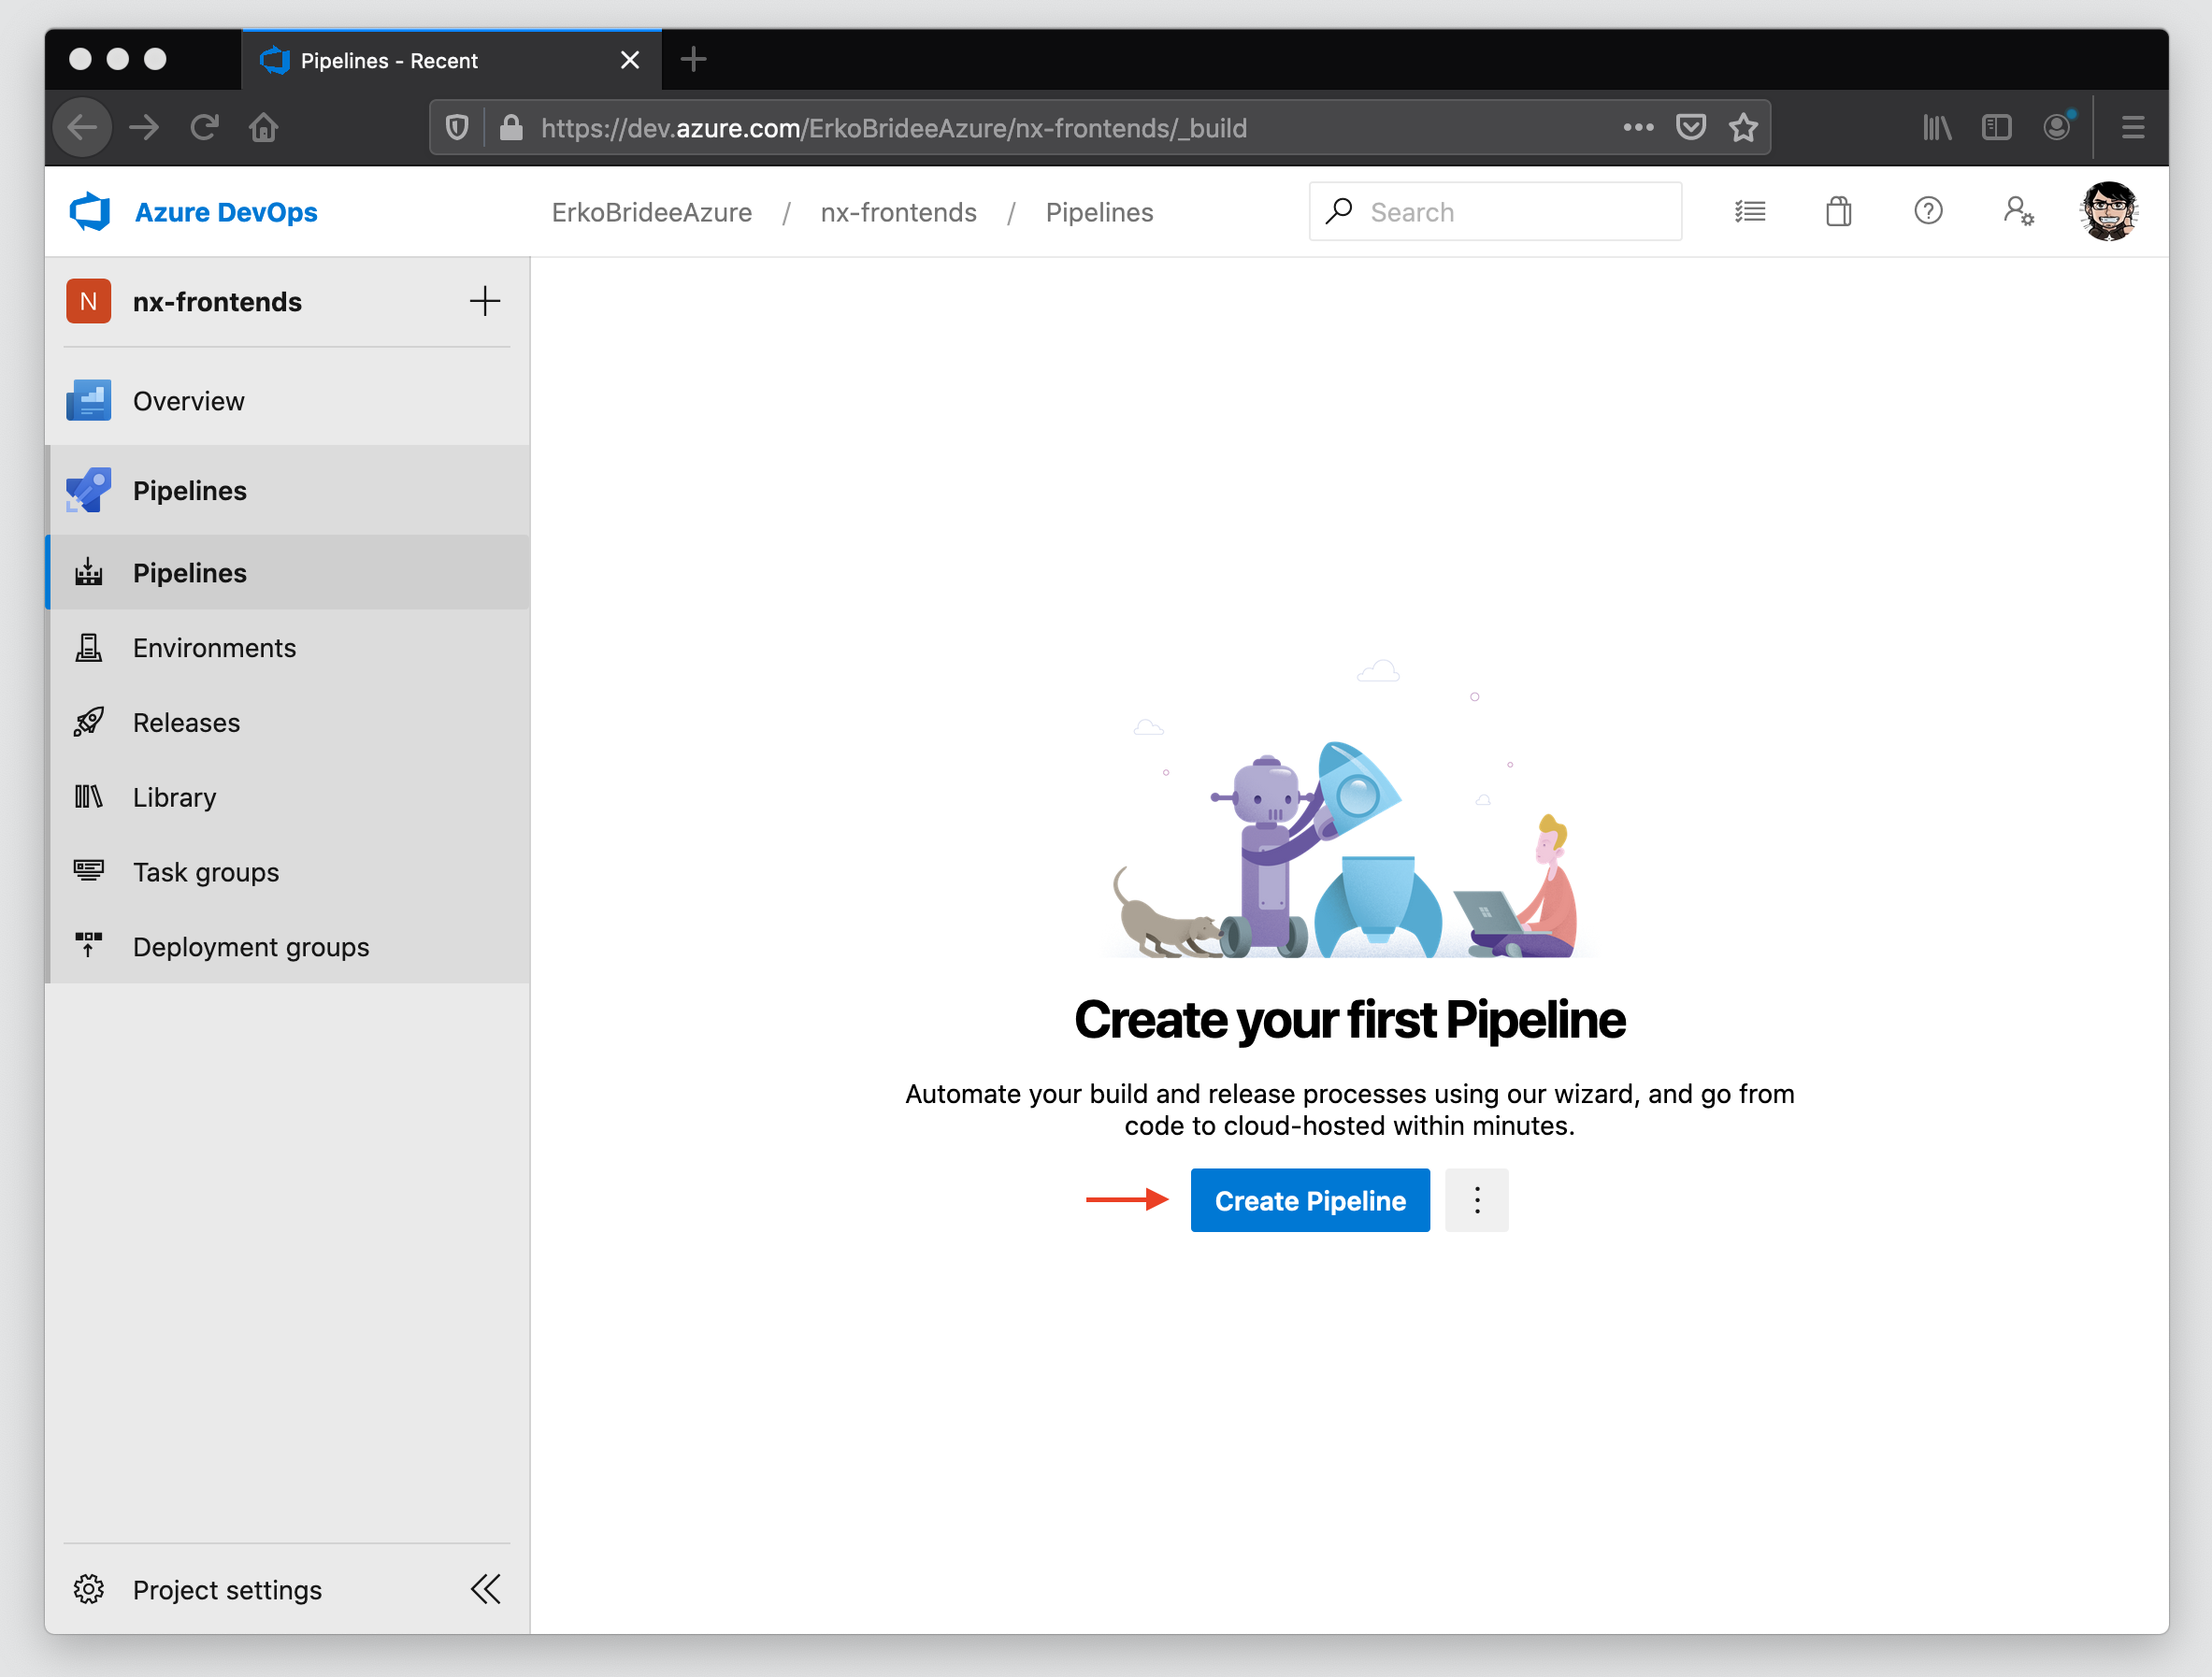 Pipelines - Recent
https://dev.azure.com/ErkoBrideeAzure/nx-frontends/_build
Azure DevOps
ErkoBrideeAzure / nx-frontends / Pipelines
Search
N nx-frontends
Overview
Pipelines
Pipelines
Environments
Releases
Library
Task groups
Deployment groups
Create your first Pipeline
Automate your build and release processes using our wizard, and go from
code to cloud-hosted within minutes.
Create Pipeline
Project settings